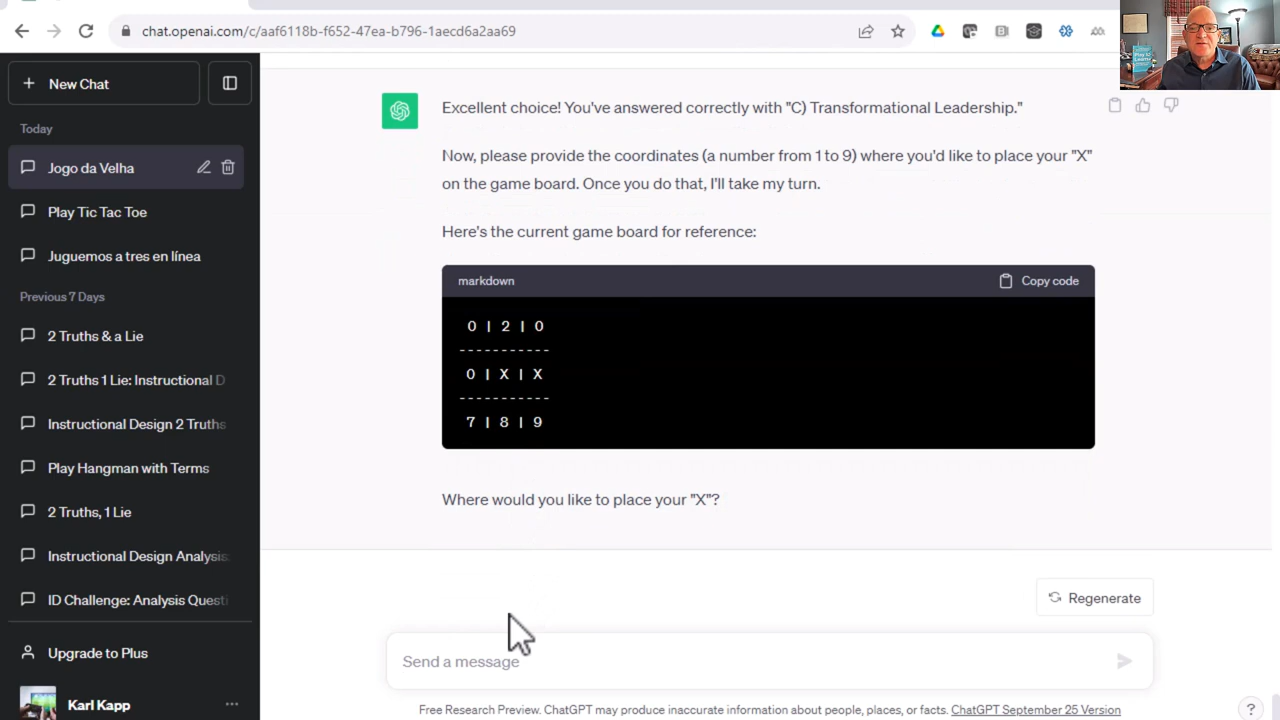 chat.openai.com/c/aaf6118b-f652-47ea-b796-1aecd6a2aa69
New Chat
Today
Jogo da Velha
Play Tic Tac Toe
Juguemos a tres en línea
Previous 7 Days
2 Truths & a Lie
2 Truths 1 Lie: Instructional D
Instructional Design 2 Truths
Play Hangman with Terms
2 Truths, 1 Lie
Instructional Design Analysis
ID Challenge: Analysis Questi
Upgrade to Plus
Karl Kapp
Excellent choice! You've answered correctly with "C) Transformational Leadership."
Now, please provide the coordinates (a number from 1 to 9) where you'd like to place your "X"
on the game board. Once you do that, I'll take my turn.
Here's the current game board for reference:
markdown
Copy code
O | 2 | O
-----------
O | X | X
-----------
7 | 8 | 9
Where would you like to place your "X"?
Regenerate
Send a message
Free Research Preview. ChatGPT may produce inaccurate information about people, places, or facts. ChatGPT September 25 Version
?